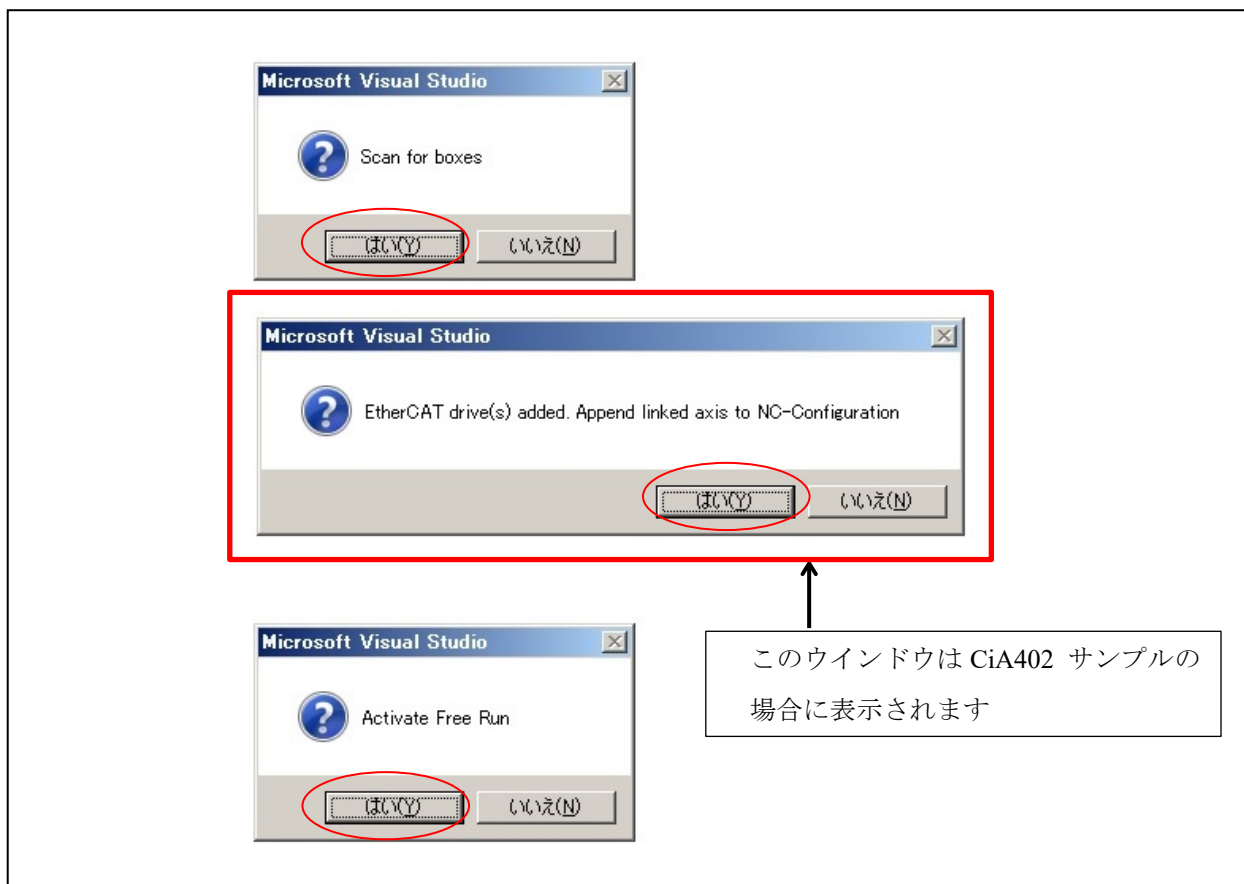 Microsoft Visual Studio
Scan for boxes
はい(Y) いいえ(N)
Microsoft Visual Studio
EtherCAT drive(s) added. Append linked axis to NC-Configuration
はい(Y) いいえ(N)
Microsoft Visual Studio
Activate Free Run
はい(Y) いいえ(N)
このウインドウは CiA402 サンプルの
場合に表示されます